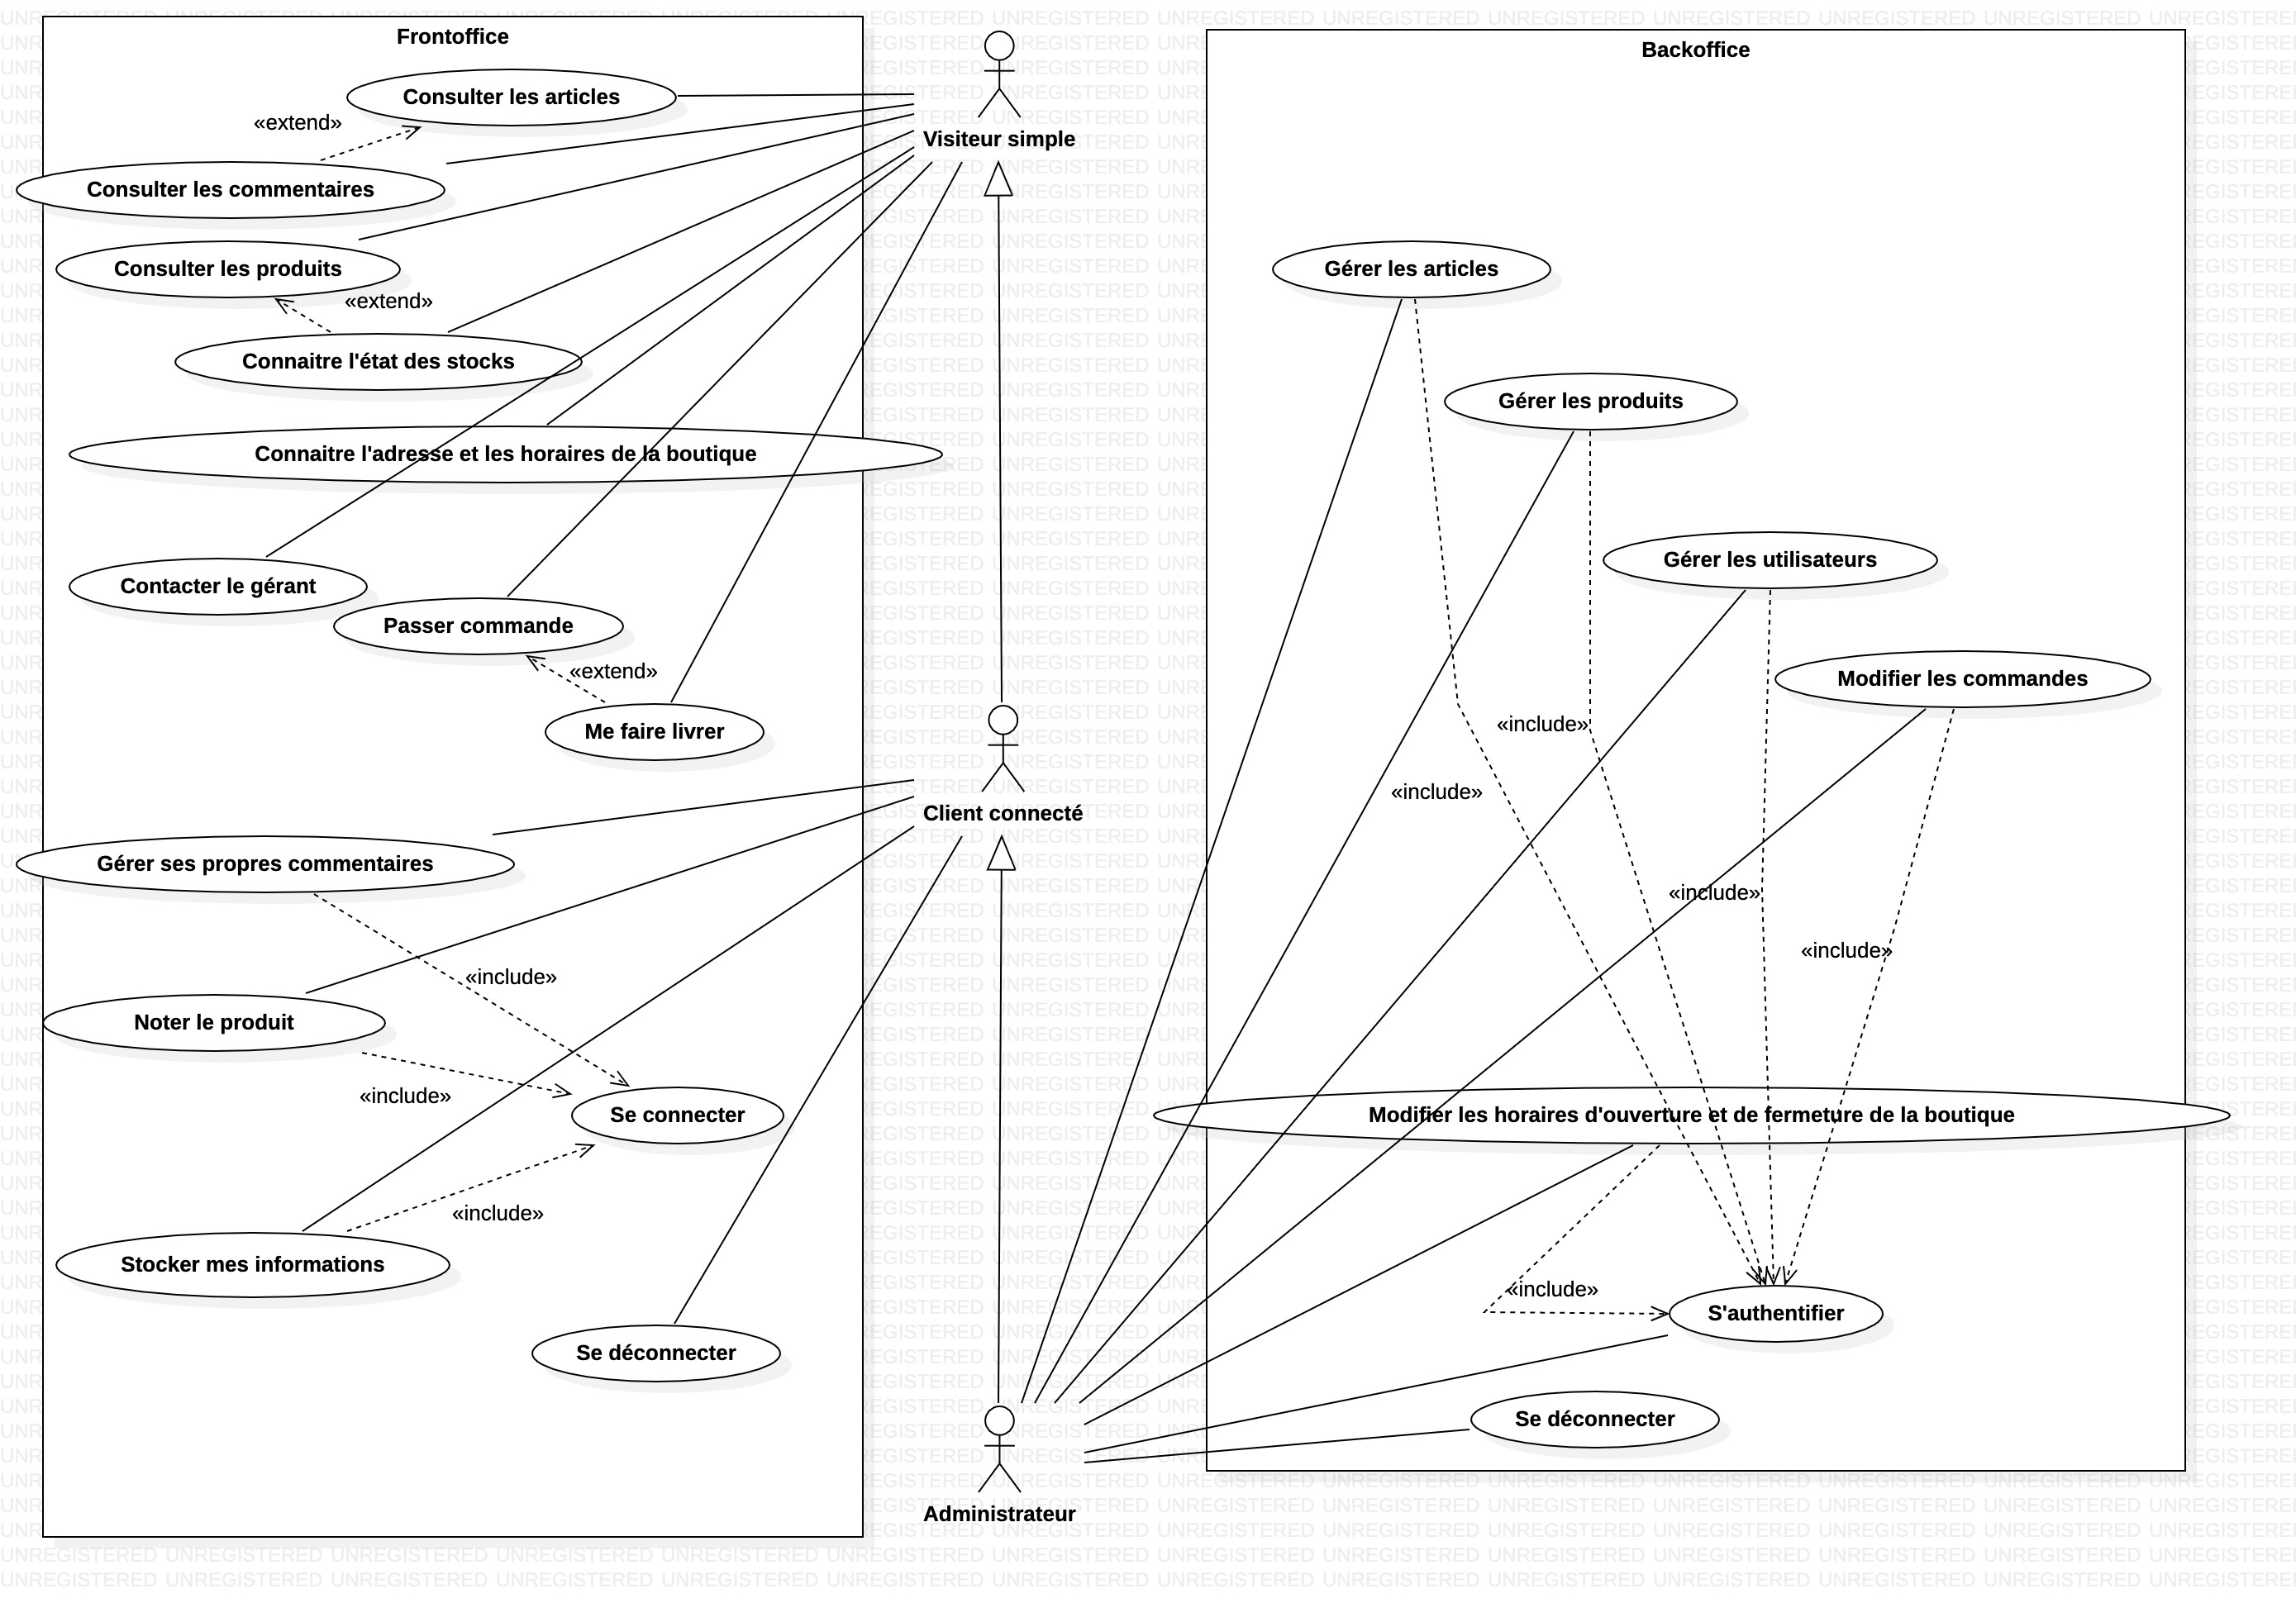 Frontoffice
Consulter les articles
«extend»
Consulter les commentaires
Consulter les produits
«extend»
Connaitre l'état des stocks
Connaitre l'adresse et les horaires de la boutique
Contacter le gérant
Passer commande
«extend»
Me faire livrer
Gérer ses propres commentaires
«include»
Noter le produit
«include»
Se connecter
«include»
Stocker mes informations
Se déconnecter
Visiteur simple
Client connecté
Administrateur
Backoffice
Gérer les articles
Gérer les produits
Gérer les utilisateurs
Modifier les commandes
«include»
«include»
«include»
«include»
Modifier les horaires d'ouverture et de fermeture de la boutique
«include»
S'authentifier
Se déconnecter
UNREGISTERED UNREGISTERED UNREGISTERED UNREGISTERED UNREGISTERED UNREGISTERED UNREGISTERED UNREGISTERED UNREGISTERED UNREGISTERED UNREGISTERED UNREGISTERED UNREGISTERED